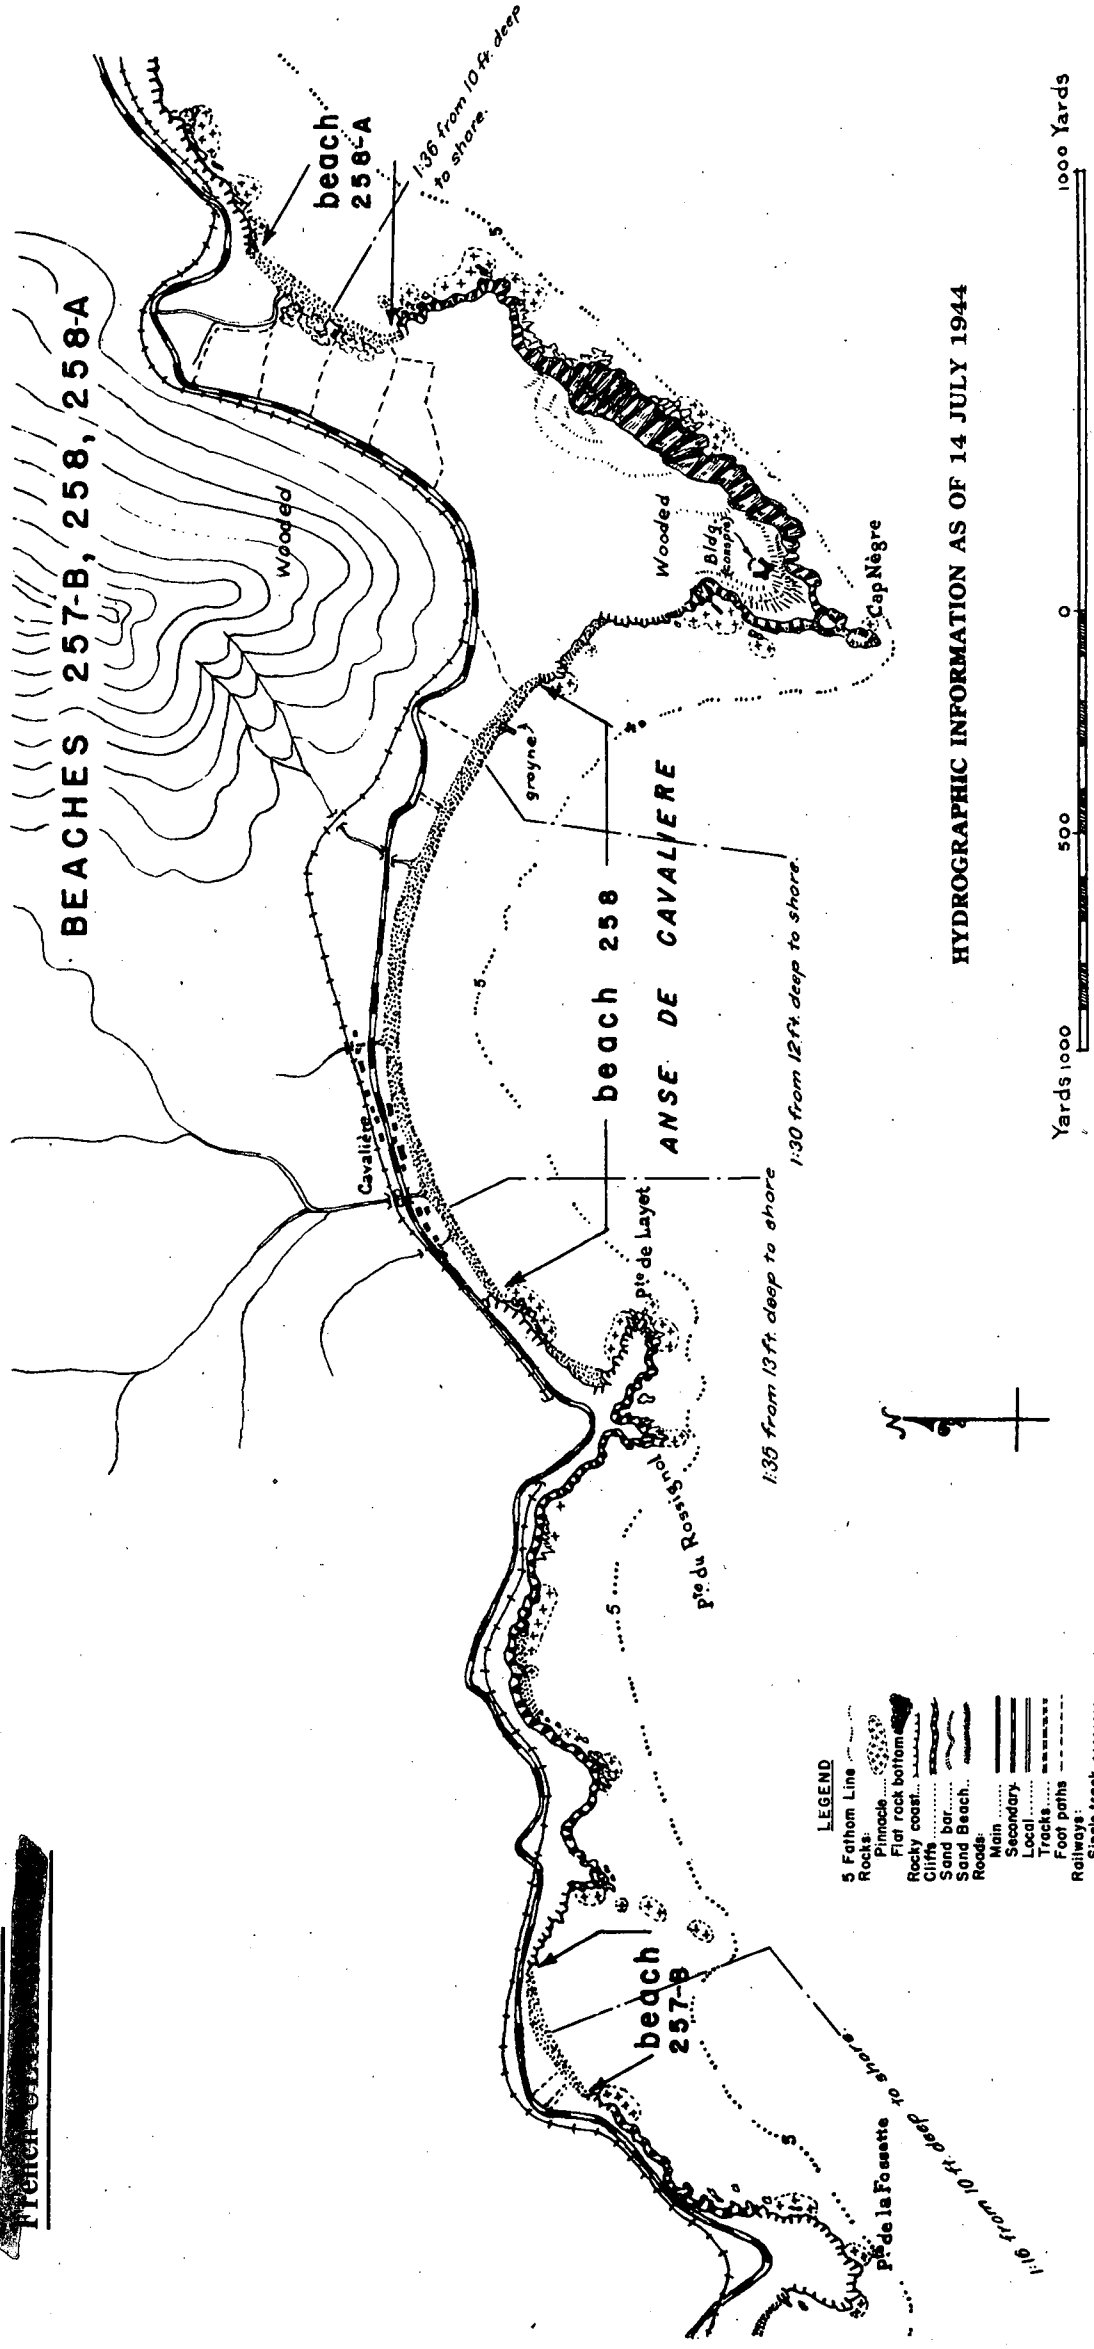 French
BEACHES 257-B, 258, 258-A
Wooded
beach
258-A
1:36 from 10 ft. deep
to shore.
5
Wooded
Bldg.
(conspic)
Cap Nègre
groyne
Cavalière
5
beach 258
ANSE DE CAVALIERE
Pte de Layet
1:30 from 12 ft. deep to shore.
1:35 from 13 ft. deep to shore
Pte du Rossignol
5
beach
257-B
5
Pte de la Fossette
1:16 from 10 ft. deep to shore.
HYDROGRAPHIC INFORMATION AS OF 14 JULY 1944
N
Yards 1000
500
0
1000 Yards
LEGEND
5 Fathom Line
Rocks:
Pinnacle
Flat rock bottom
Rocky coast
Cliffs
Sand bar
Sand Beach
Roads:
Main
Secondary
Local
Tracks
Foot paths
Railways:
Single track